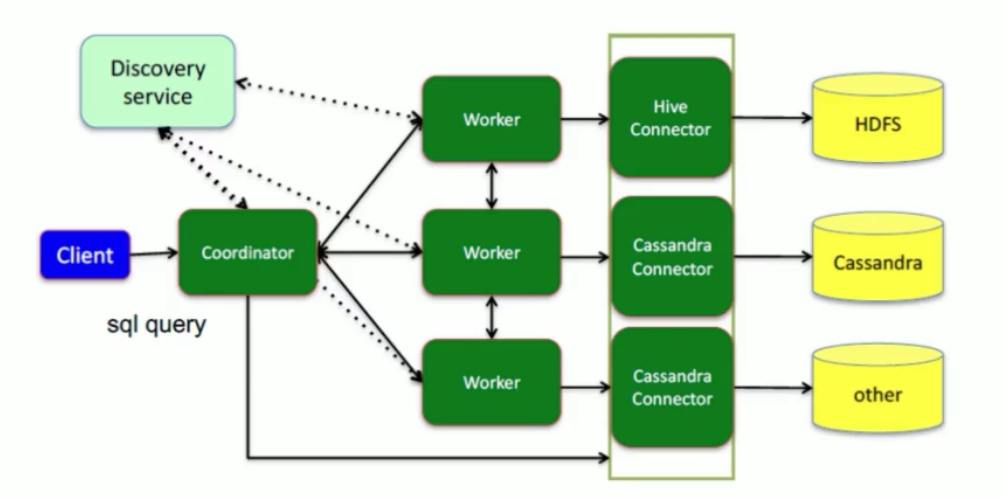 Discovery
service
Worker
Hive
Connector
HDFS
Client
Coordinator
Worker
Cassandra
Connector
Cassandra
sql query
Worker
Cassandra
Connector
other